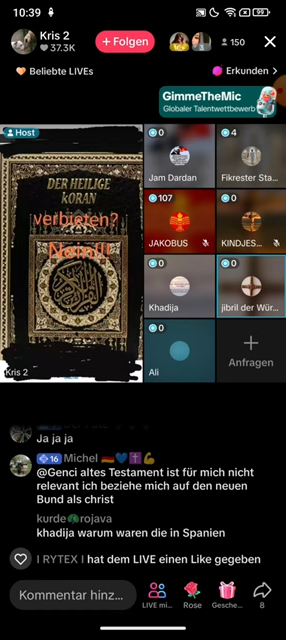 10:39
99
Kris 2
37.3K
+ Folgen
150
Beliebte LIVEs
Erkunden >
GimmeTheMic
Globaler Talentwettbewerb
Host
DER HEILIGE
KORAN
verbieten?
Nein!!!
Kris 2
0
Jam Dardan
4
Fikrester Sta...
107
JAKOBUS
0
KINDJES...
0
Khadija
0
jibril der Wür...
0
Ali
Anfragen
Ja ja ja
16 Michel
@Genci altes Testament ist für mich nicht
relevant ich beziehe mich auf den neuen
Bund als christ
kurde rojava
khadija warum waren die in Spanien
I RYTEX I hat dem LIVE einen Like gegeben
Kommentar hinz...
LIVE mi...
Rose
Gesche...
8